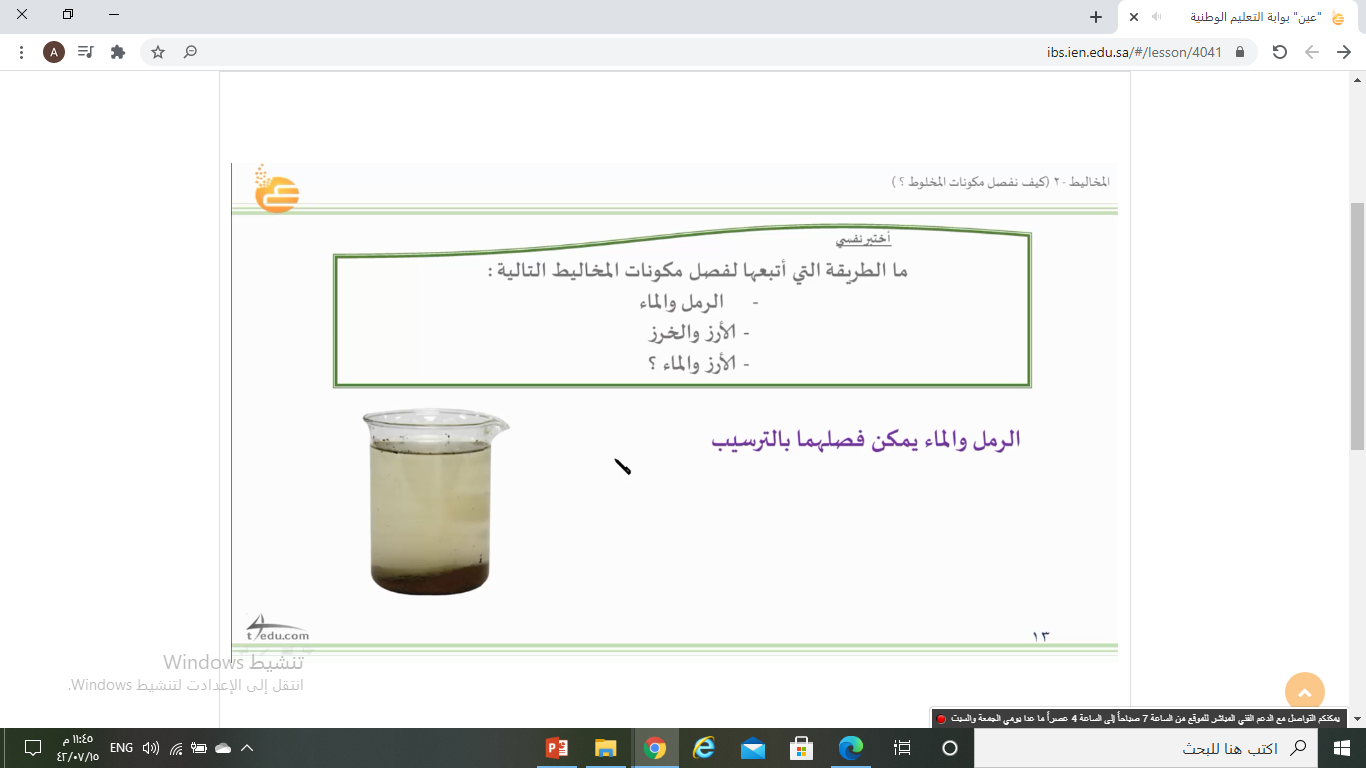 "عين" بوابة التعليم الوطنية
ibs.ien.edu.sa/#/lesson/4041
A
المخاليط -٢ (كيف نفصل مكونات المخلوط ؟ )
أختبر نفسي
ما الطريقة التي أتبعها لفصل مكونات المخاليط التالية :
- الرمل والماء
- الأرز والخرز
- الأرز والماء ؟
الرمل والماء يمكن فصلهما بالترسيب
t4edu.com
١٣
تنشيط Windows
انتقل إلى الإعدادت لتنشيط Windows.
يمكنكم التواصل مع الدعم الفني المباشر للموقع من الساعة 7 صباحاً إلى الساعة 4 عصراً ما عدا يومي الجمعة والسبت
اكتب هنا للبحث
ENG
١١:٤٥ م
٤٢/٠٧/١٥